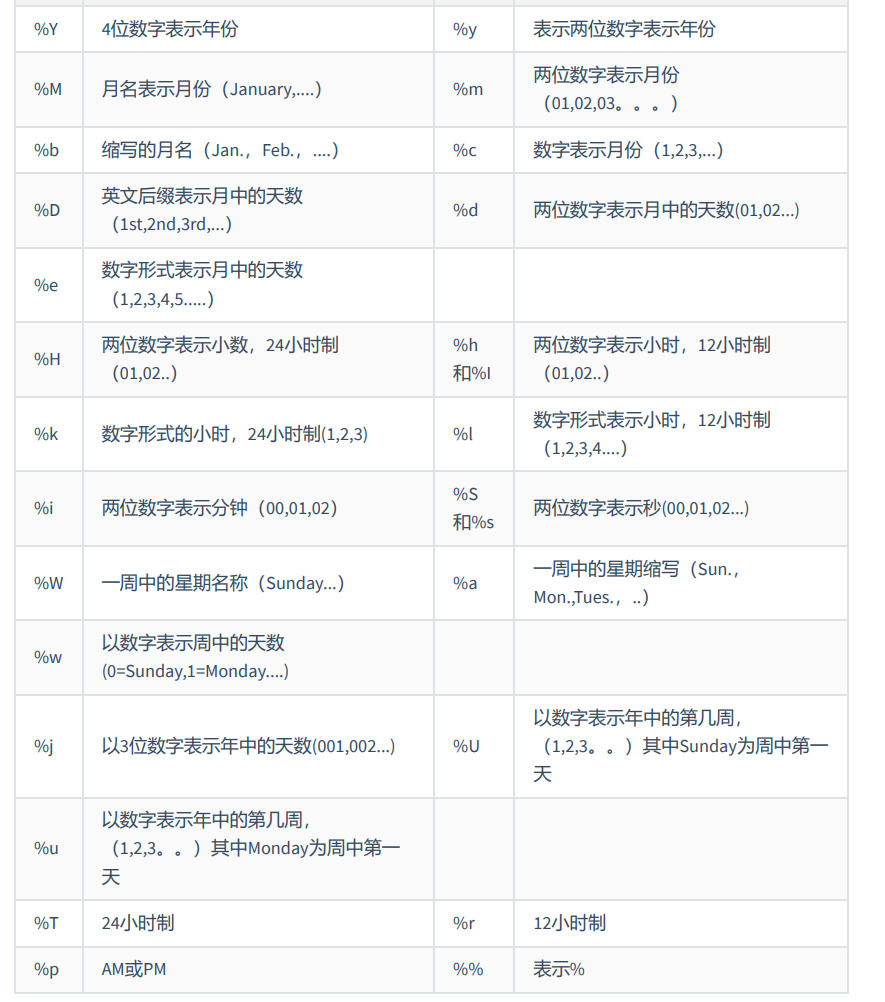 %Y 4位数字表示年份 %y 表示两位数字表示年份
%M 月名表示月份（January,....） %m 两位数字表示月份
（01,02,03。。。）
%b 缩写的月名（Jan.，Feb.，....） %c 数字表示月份（1,2,3,...）
%D 英文后缀表示月中的天数
（1st,2nd,3rd,...） %d 两位数字表示月中的天数(01,02...)
%e 数字形式表示月中的天数
（1,2,3,4,5.....）
%H 两位数字表示小数，24小时制
（01,02..） %h
和%I 两位数字表示小时，12小时制
（01,02..）
%k 数字形式的小时，24小时制(1,2,3) %l 数字形式表示小时，12小时制
（1,2,3,4....）
%i 两位数字表示分钟（00,01,02） %S
和%s 两位数字表示秒(00,01,02...)
%W 一周中的星期名称（Sunday...） %a 一周中的星期缩写（Sun.，
Mon.,Tues.，..）
%w 以数字表示周中的天数
(0=Sunday,1=Monday....)
%j 以3位数字表示年中的天数(001,002...) %U 以数字表示年中的第几周，
（1,2,3。。）其中Sunday为周中第一
天
%u 以数字表示年中的第几周，
（1,2,3。。）其中Monday为周中第一
天
%T 24小时制 %r 12小时制
%p AM或PM %% 表示%